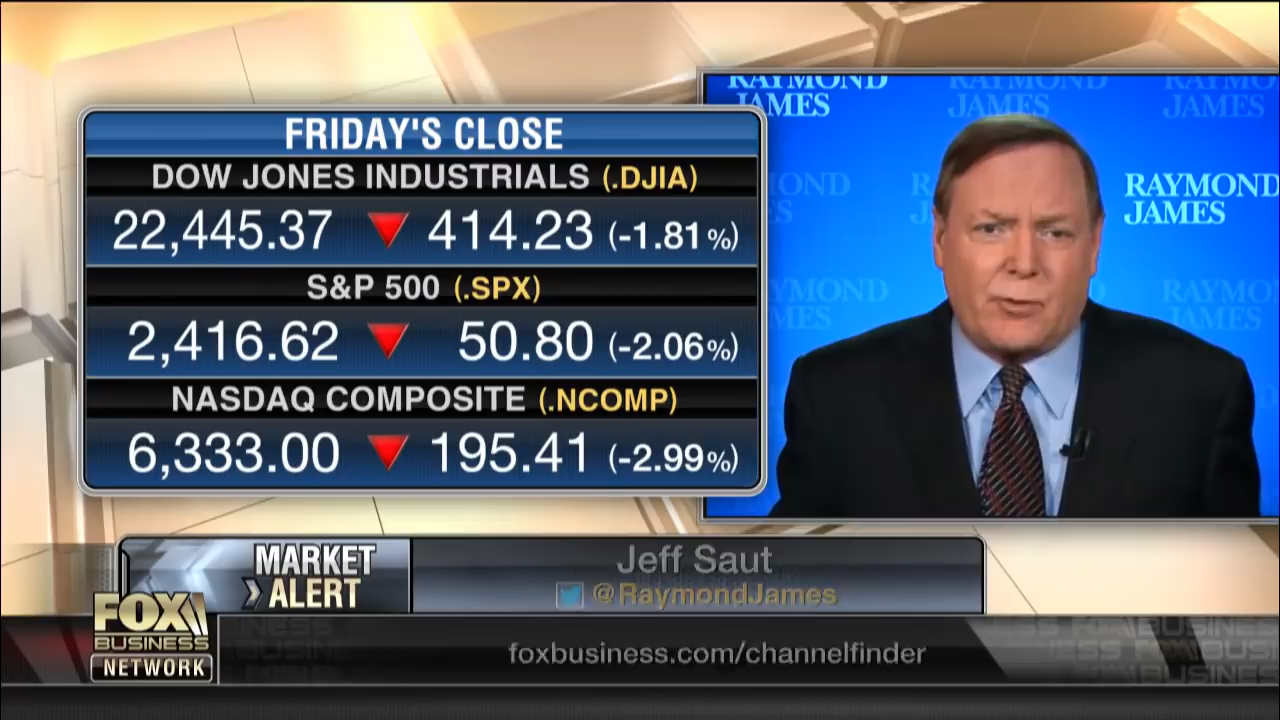 FRIDAY'S CLOSE
DOW JONES INDUSTRIALS (.DJIA)
22,445.37 ▼ 414.23 (-1.81%)
S&P 500 (.SPX)
2,416.62 ▼ 50.80 (-2.06%)
NASDAQ COMPOSITE (.NCOMP)
6,333.00 ▼ 195.41 (-2.99%)
RAYMOND
JAMES
RAYMOND
JAMES
RAYMO
JAMES
RAYMOND
JAMES
MARKET
ALERT
Jeff Saut
@RaymondJames
FOX
BUSINESS
NETWORK
foxbusiness.com/channelfinder